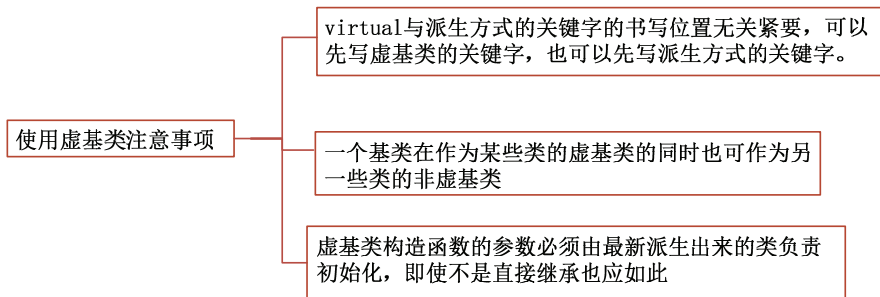 virtual与派生方式的关键字的书写位置无关紧要，可以
先写虚基类的关键字，也可以先写派生方式的关键字。
使用虚基类注意事项
一个基类在作为某些类的虚基类的同时也可作为另
一些类的非虚基类
虚基类构造函数的参数必须由最新派生出来的类负责
初始化，即使不是直接继承也应如此